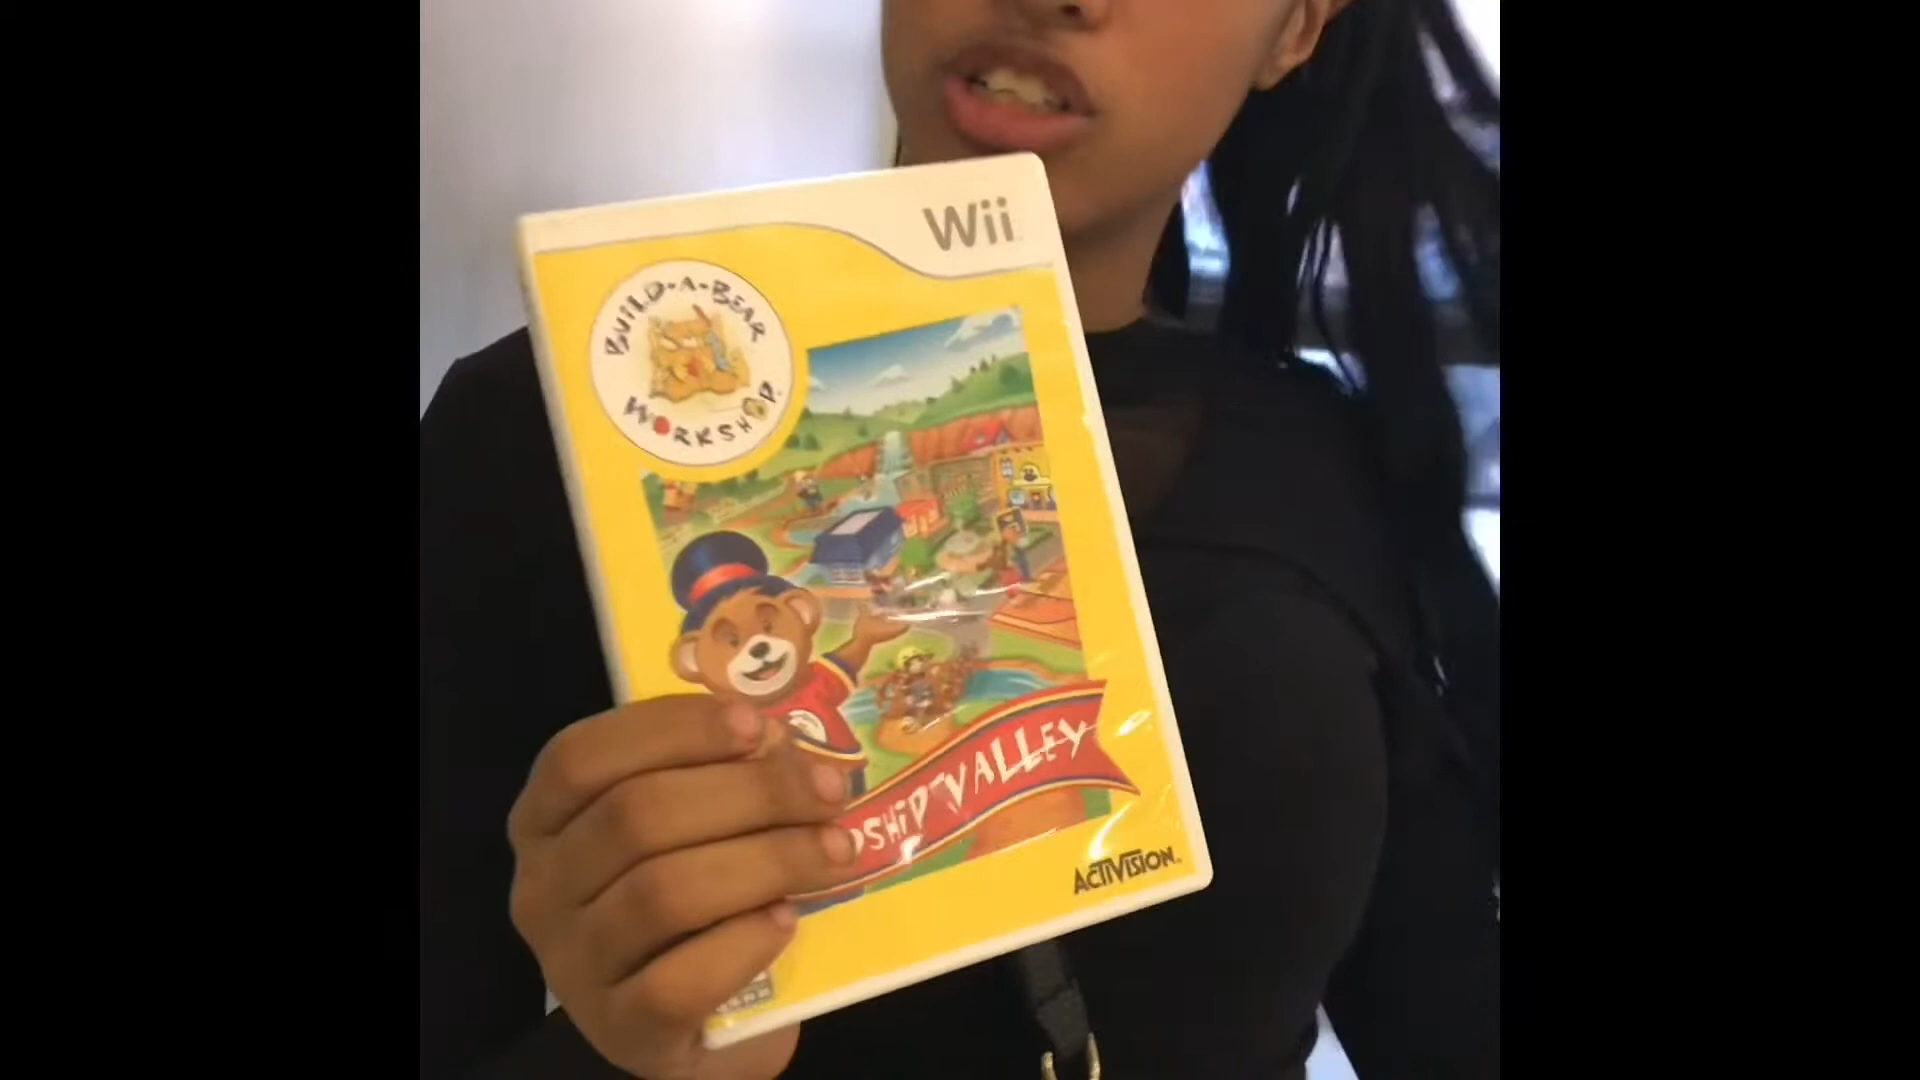 Wii
BUILD-A-BEAR
WORKSHOP
DSHIP VALLEY
ACTIVISION